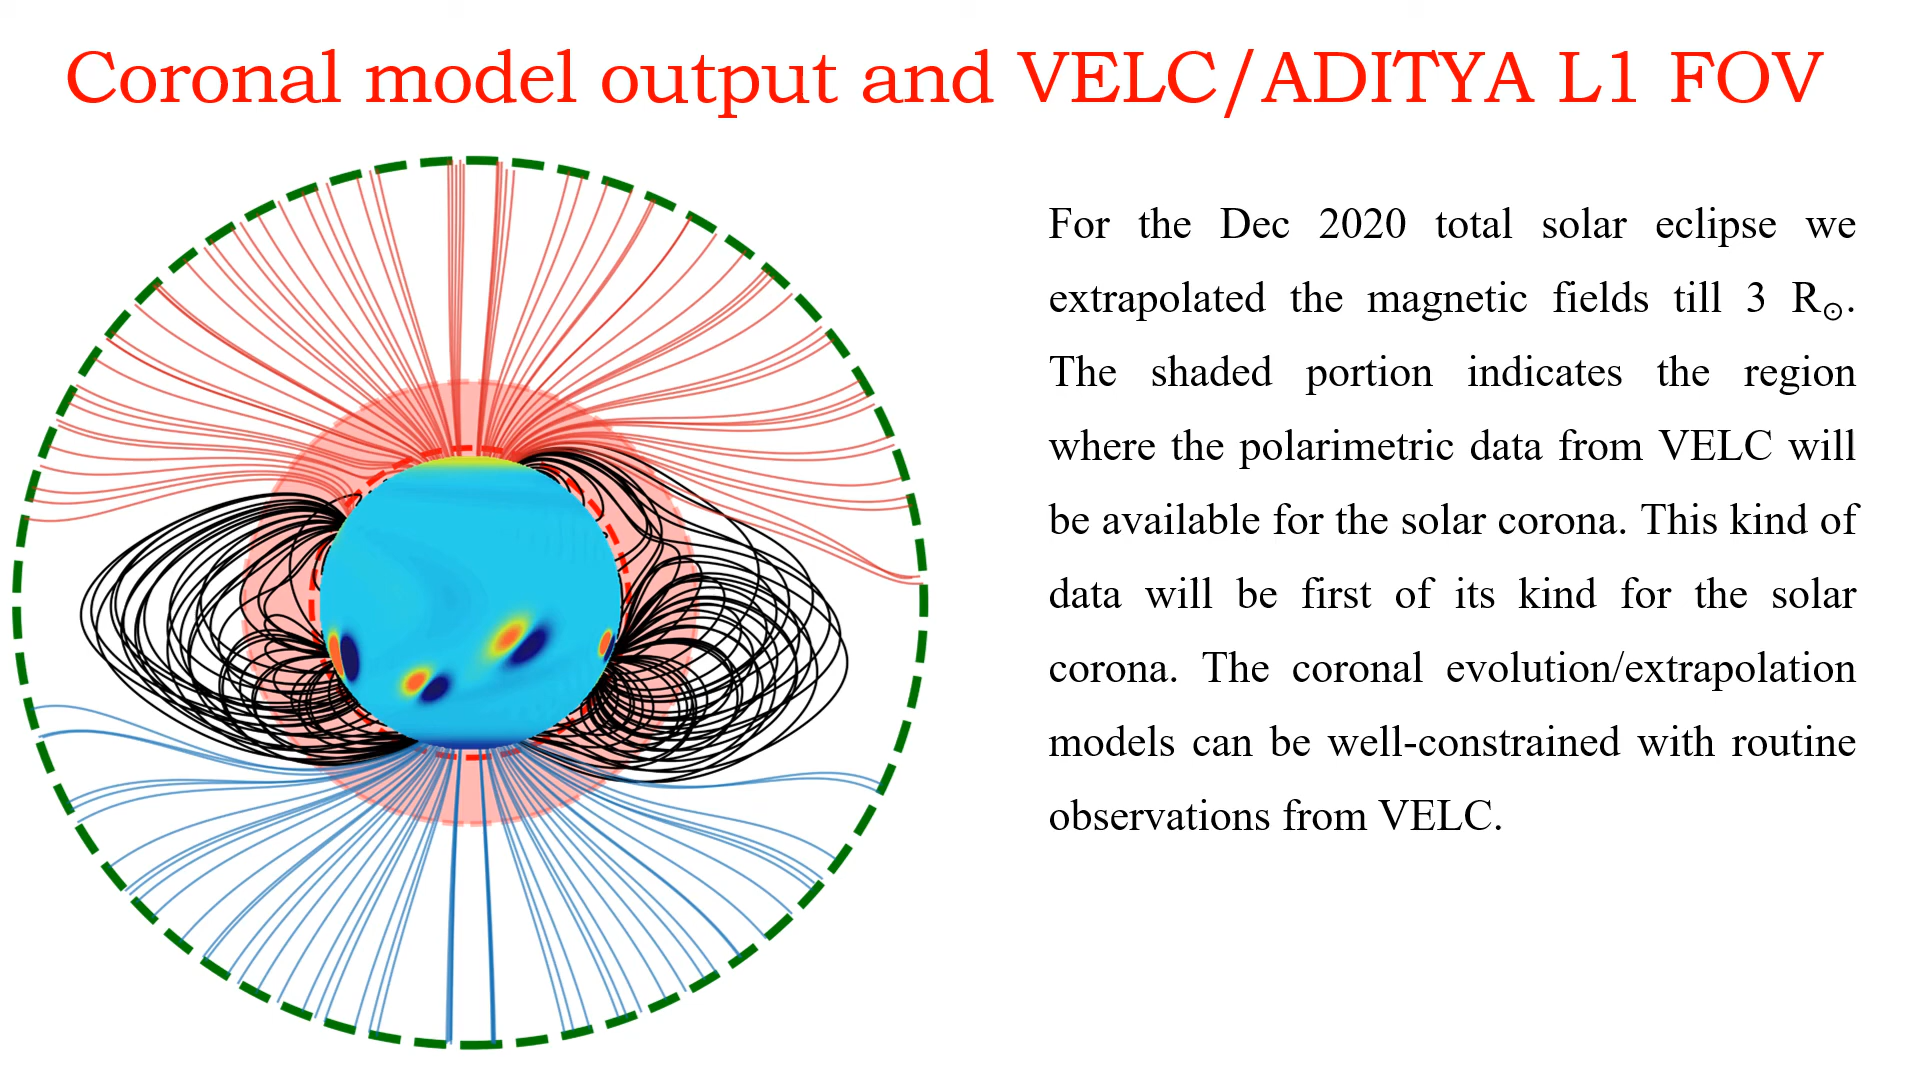 Coronal model output and VELC/ADITYA L1 FOV
For the Dec 2020 total solar eclipse we
extrapolated the magnetic fields till 3 R⊙.
The shaded portion indicates the region
where the polarimetric data from VELC will
be available for the solar corona. This kind of
data will be first of its kind for the solar
corona. The coronal evolution/extrapolation
models can be well-constrained with routine
observations from VELC.